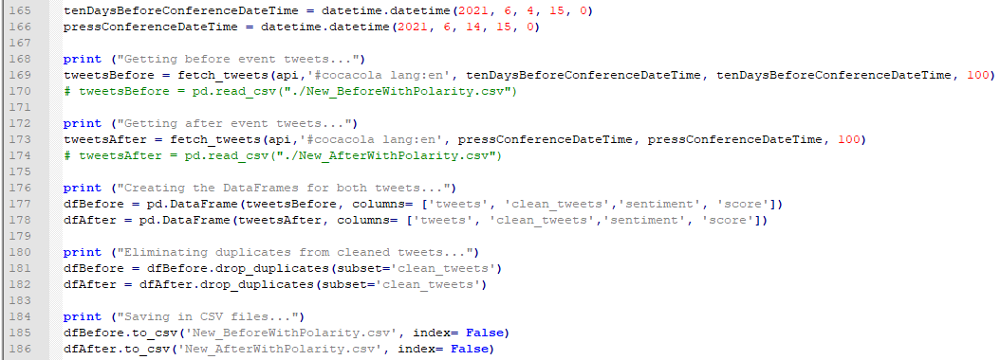 165 tenDaysBeforeConferenceDateTime = datetime.datetime(2021, 6, 4, 15, 0)
166 pressConferenceDateTime = datetime.datetime(2021, 6, 14, 15, 0)
167
168 print ("Getting before event tweets...")
169 tweetsBefore = fetch_tweets(api,'#cocacola lang:en', tenDaysBeforeConferenceDateTime, tenDaysBeforeConferenceDateTime, 100)
170 # tweetsBefore = pd.read_csv("./New_BeforeWithPolarity.csv")
171
172 print ("Getting after event tweets...")
173 tweetsAfter = fetch_tweets(api,'#cocacola lang:en', pressConferenceDateTime, pressConferenceDateTime, 100)
174 # tweetsAfter = pd.read_csv("./New_AfterWithPolarity.csv")
175
176 print ("Creating the DataFrames for both tweets...")
177 dfBefore = pd.DataFrame(tweetsBefore, columns= ['tweets', 'clean_tweets','sentiment', 'score'])
178 dfAfter = pd.DataFrame(tweetsAfter, columns= ['tweets', 'clean_tweets','sentiment', 'score'])
179
180 print ("Eliminating duplicates from cleaned tweets...")
181 dfBefore = dfBefore.drop_duplicates(subset='clean_tweets')
182 dfAfter = dfAfter.drop_duplicates(subset='clean_tweets')
183
184 print ("Saving in CSV files...")
185 dfBefore.to_csv('New_BeforeWithPolarity.csv', index= False)
186 dfAfter.to_csv('New_AfterWithPolarity.csv', index= False)